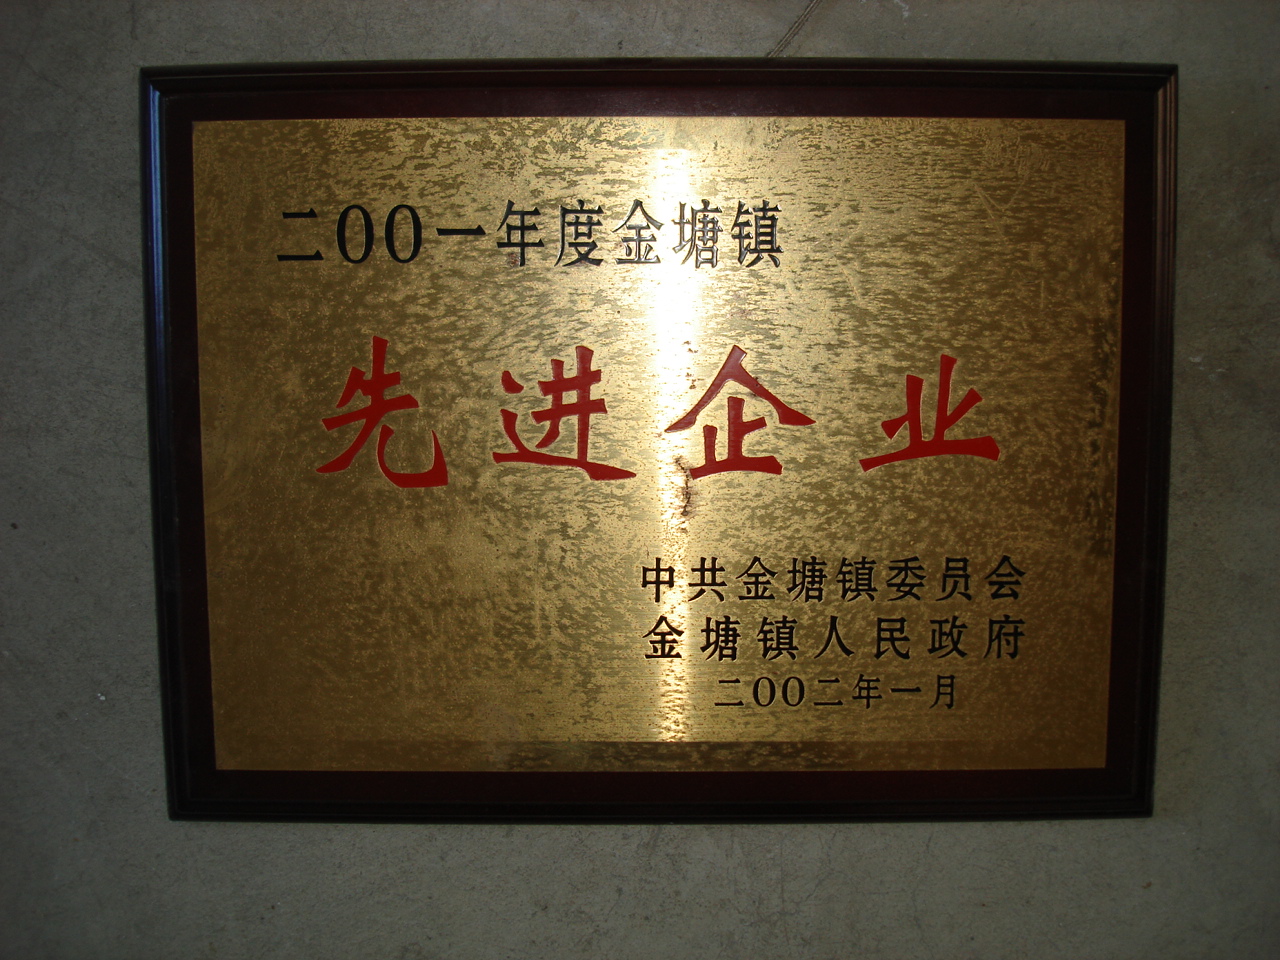 二00一年度金塘镇
先进企业
中共金塘镇委员会
金塘镇人民政府
二00二年一月